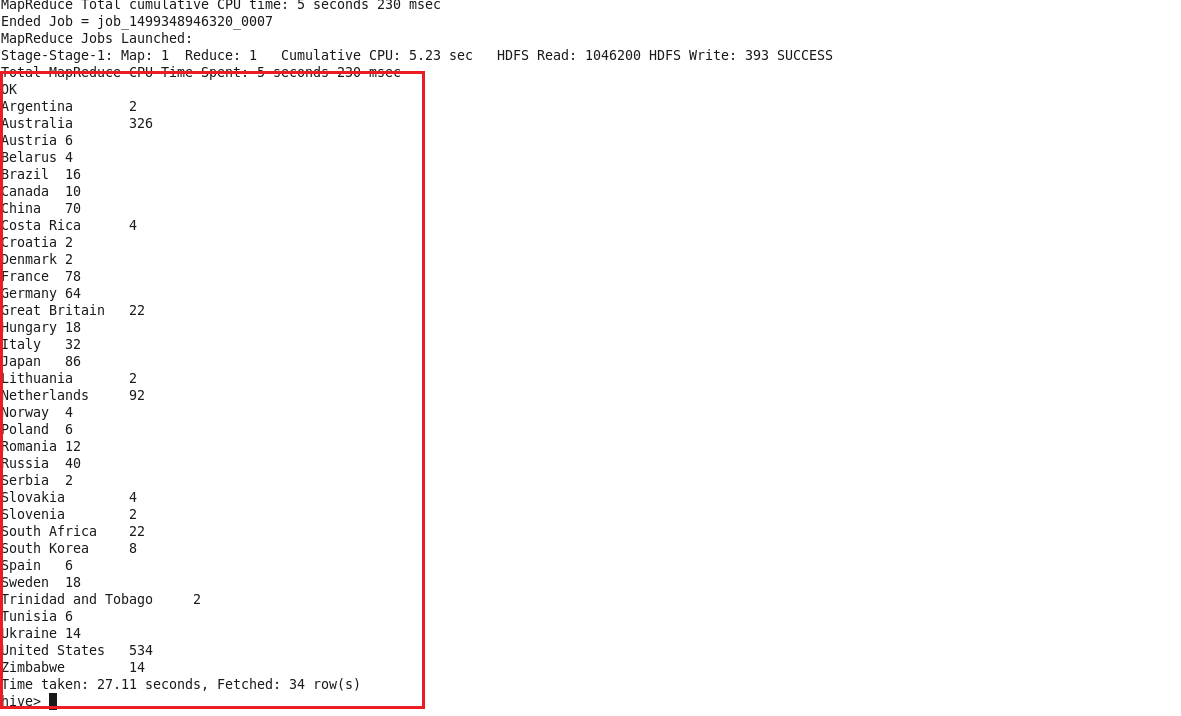 MapReduce Total cumulative CPU time: 5 seconds 230 msec
Ended Job = job_1499348946320_0007
MapReduce Jobs Launched:
Stage-Stage-1: Map: 1  Reduce: 1   Cumulative CPU: 5.23 sec   HDFS Read: 1046200 HDFS Write: 393 SUCCESS
Total MapReduce CPU Time Spent: 5 seconds 230 msec
OK
Argentina       2
Australia       326
Austria 6
Belarus 4
Brazil  16
Canada  10
China   70
Costa Rica      4
Croatia 2
Denmark 2
France  78
Germany 64
Great Britain   22
Hungary 18
Italy   32
Japan   86
Lithuania       2
Netherlands     92
Norway  4
Poland  6
Romania 12
Russia  40
Serbia  2
Slovakia        4
Slovenia        2
South Africa    22
South Korea     8
Spain   6
Sweden  18
Trinidad and Tobago     2
Tunisia 6
Ukraine 14
United States   534
Zimbabwe        14
Time taken: 27.11 seconds, Fetched: 34 row(s)
hive>